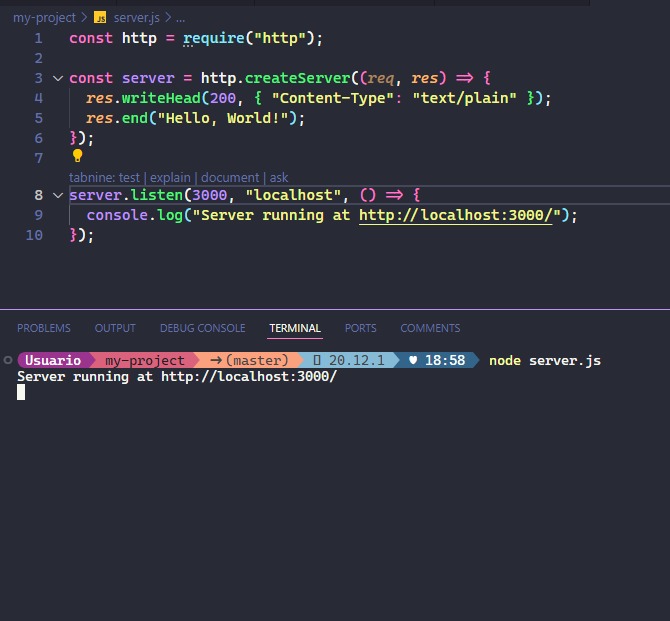 my-project > JS server.js > ...
1 const http = require("http");
2
3 const server = http.createServer((req, res) => {
4 res.writeHead(200, { "Content-Type": "text/plain" });
5 res.end("Hello, World!");
6 });
7
tabnine: test | explain | document | ask
8 server.listen(3000, "localhost", () => {
9 console.log("Server running at http://localhost:3000/");
10 });
PROBLEMS OUTPUT DEBUG CONSOLE TERMINAL PORTS COMMENTS
Usuario my-project →(master) 20.12.1 ♥ 18:58 node server.js
Server running at http://localhost:3000/